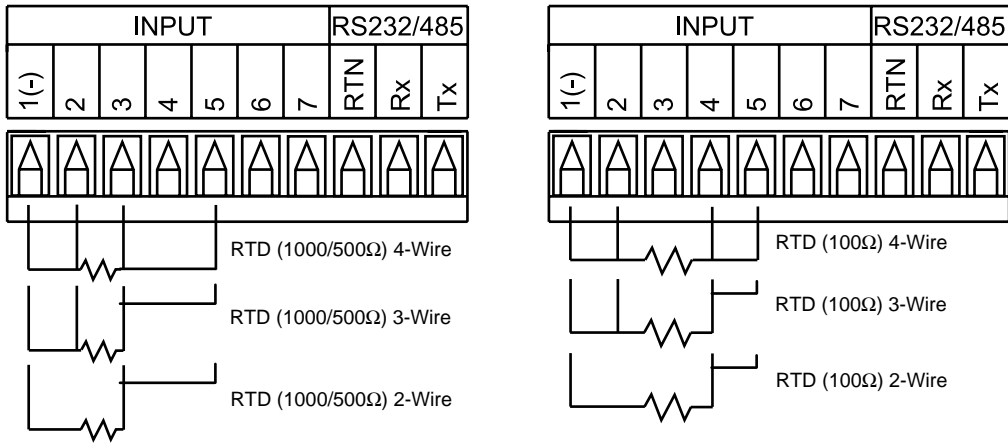 INPUT RS232/485
1(-) 2 3 4 5 6 7 RTN Rx Tx
RTD (1000/500Ω) 4-Wire
RTD (1000/500Ω) 3-Wire
RTD (1000/500Ω) 2-Wire
INPUT RS232/485
1(-) 2 3 4 5 6 7 RTN Rx Tx
RTD (100Ω) 4-Wire
RTD (100Ω) 3-Wire
RTD (100Ω) 2-Wire